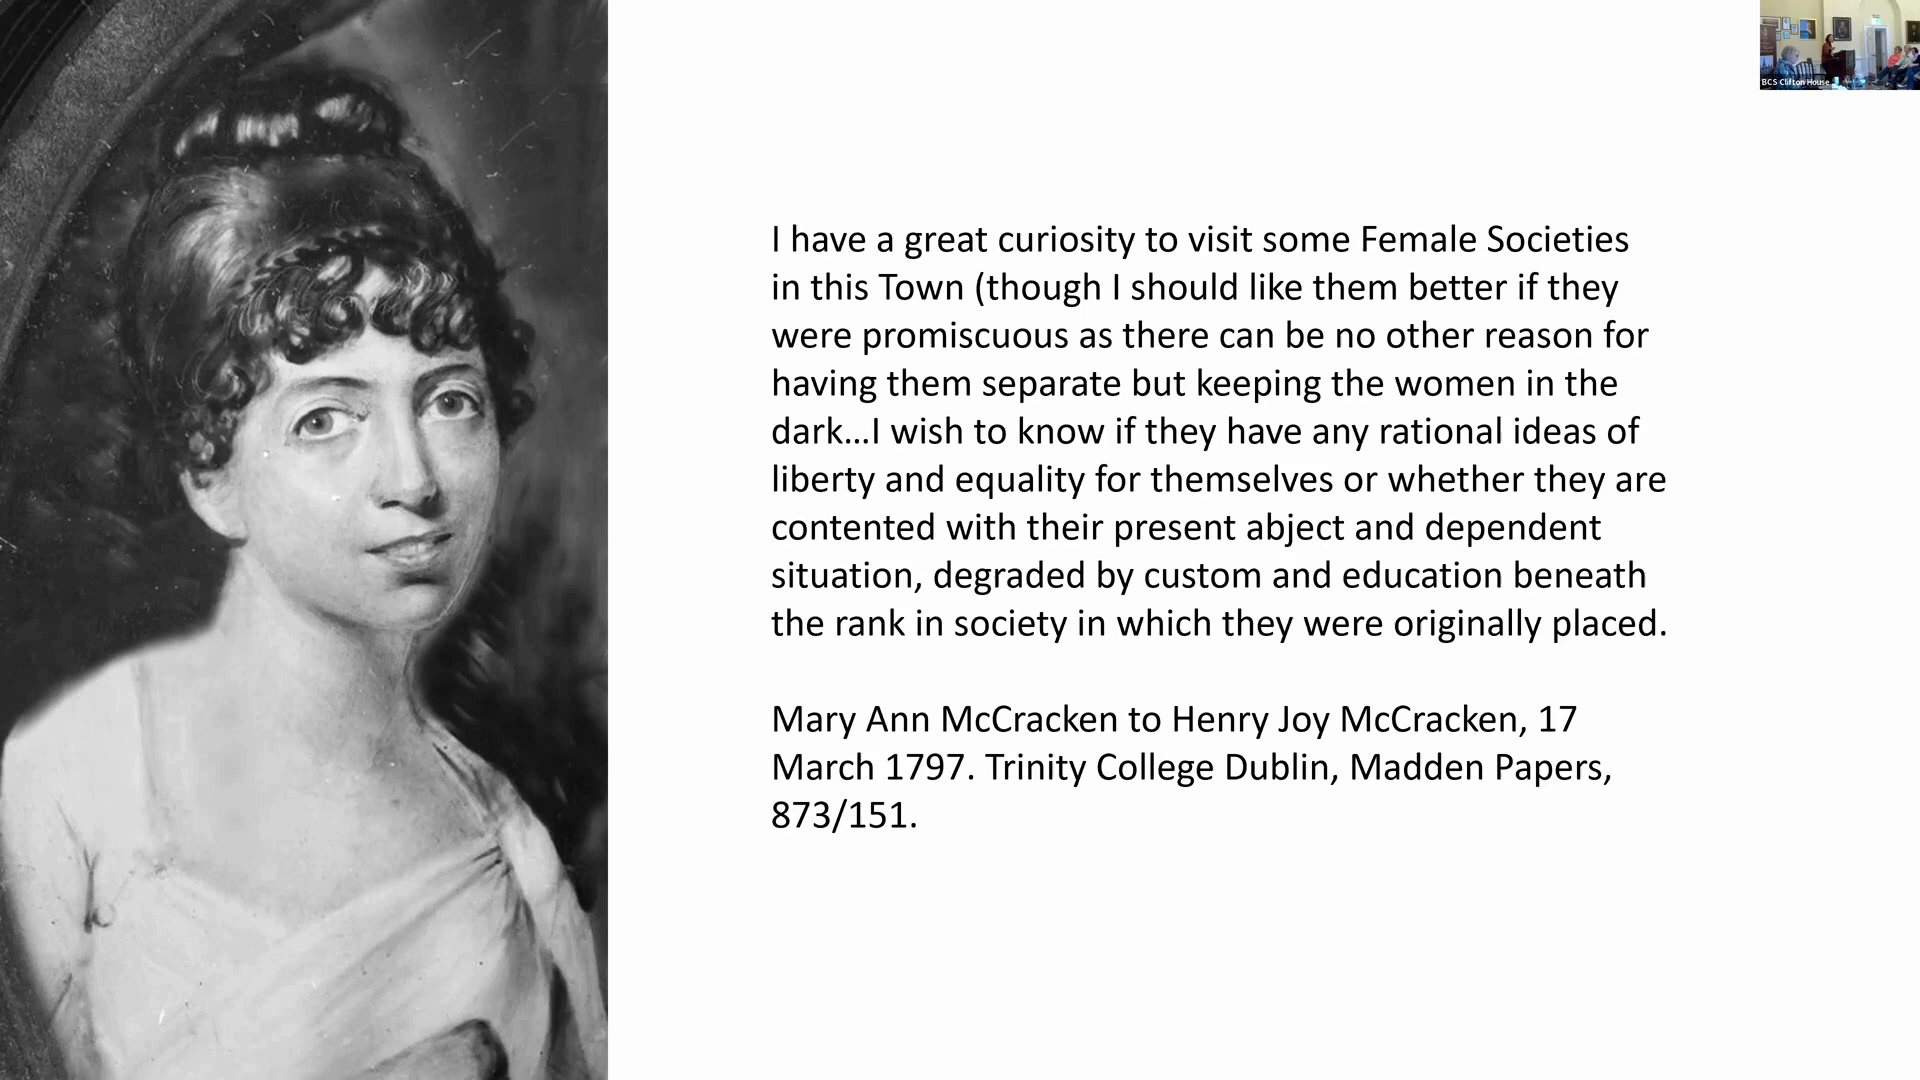 BCS Clifton House
I have a great curiosity to visit some Female Societies
in this Town (though I should like them better if they
were promiscuous as there can be no other reason for
having them separate but keeping the women in the
dark…I wish to know if they have any rational ideas of
liberty and equality for themselves or whether they are
contented with their present abject and dependent
situation, degraded by custom and education beneath
the rank in society in which they were originally placed.
Mary Ann McCracken to Henry Joy McCracken, 17
March 1797. Trinity College Dublin, Madden Papers,
873/151.